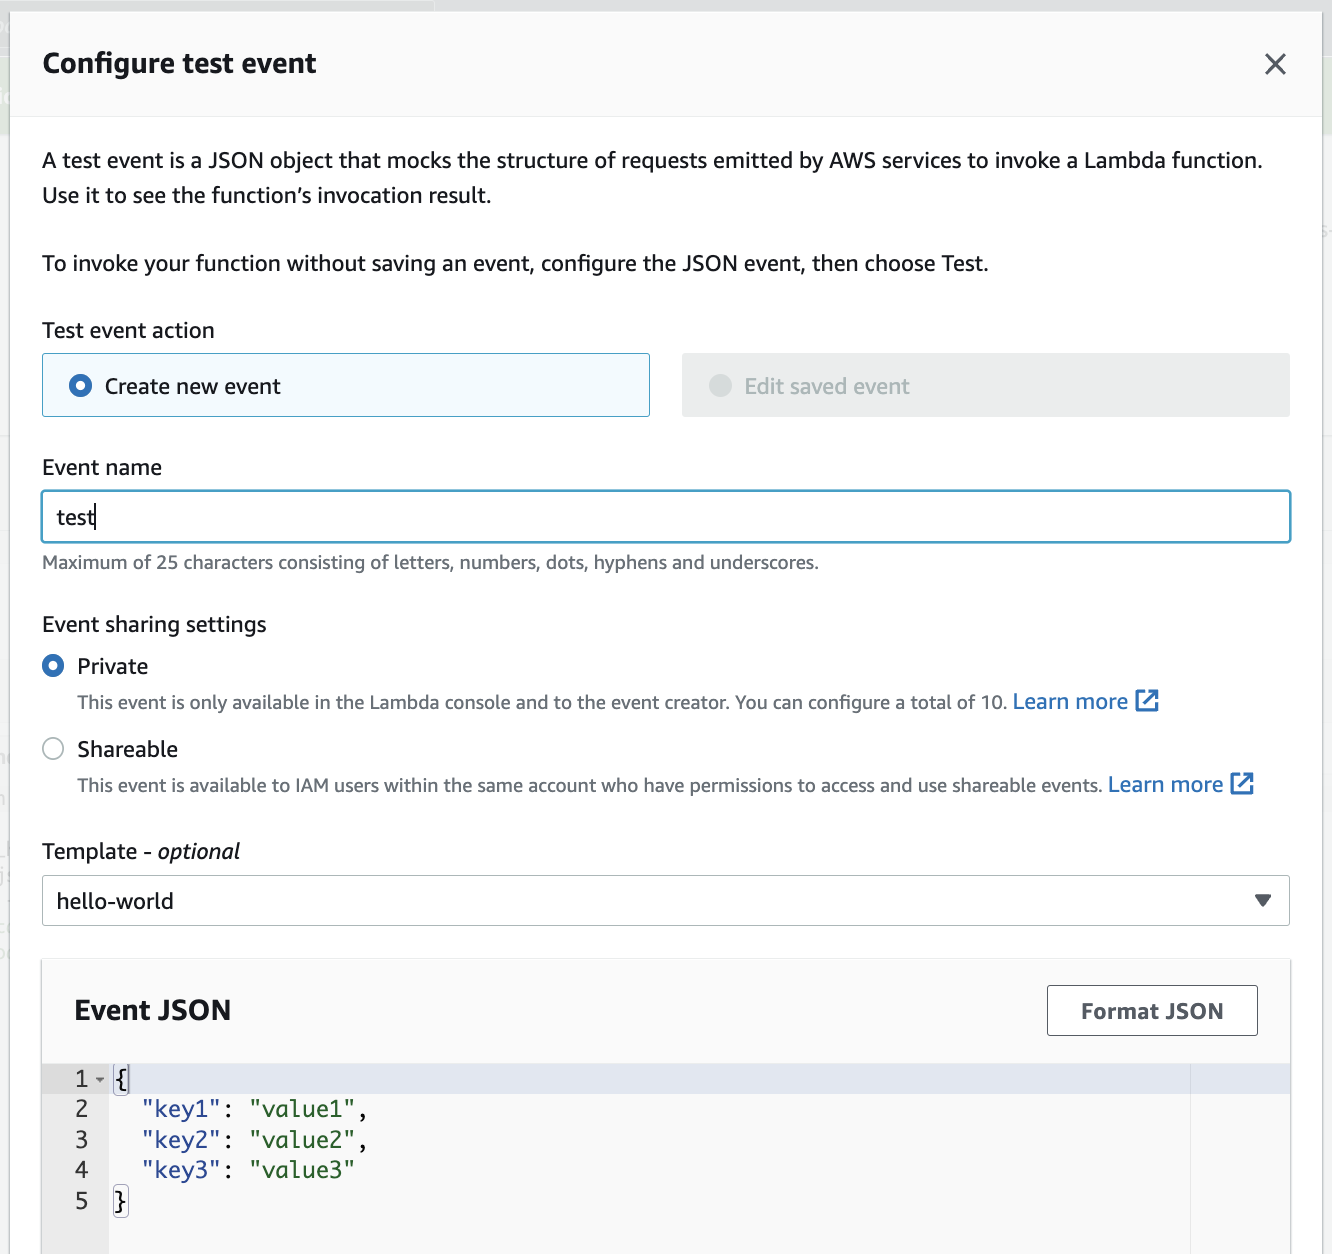 Configure test event
A test event is a JSON object that mocks the structure of requests emitted by AWS services to invoke a Lambda function.
Use it to see the function’s invocation result.
To invoke your function without saving an event, configure the JSON event, then choose Test.
Test event action
Create new event
Edit saved event
Event name
test
Maximum of 25 characters consisting of letters, numbers, dots, hyphens and underscores.
Event sharing settings
Private
This event is only available in the Lambda console and to the event creator. You can configure a total of 10. Learn more
Shareable
This event is available to IAM users within the same account who have permissions to access and use shareable events. Learn more
Template - optional
hello-world
Event JSON
Format JSON
1 {
2 "key1": "value1",
3 "key2": "value2",
4 "key3": "value3"
5 }